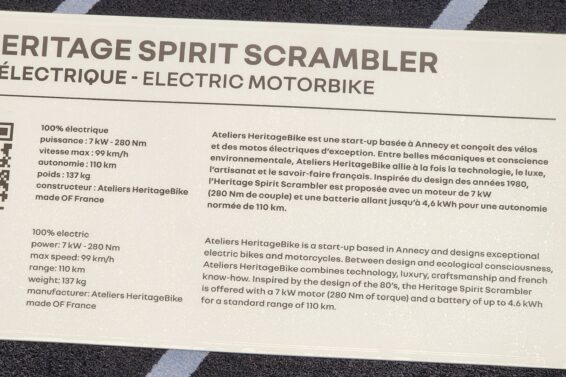 HERITAGE SPIRIT SCRAMBLER
ÉLECTRIQUE - ELECTRIC MOTORBIKE
100% électrique
puissance : 7 kW - 280 Nm
vitesse max : 99 km/h
autonomie : 110 km
poids : 137 kg
constructeur : Ateliers HeritageBike
made OF France
Ateliers HeritageBike est une start-up basée à Annecy et conçoit des vélos
et des motos électriques d'exception. Entre belles mécaniques et conscience
environnementale, Ateliers HeritageBike allie à la fois la technologie, le luxe,
l'artisanat et le savoir-faire français. Inspirée du design des années 1980,
l'Heritage Spirit Scrambler est proposée avec un moteur de 7 kW
(280 Nm de couple) et une batterie allant jusqu'à 4,6 kWh pour une autonomie
normée de 110 km.
100% electric
power: 7 kW - 280 Nm
max speed: 99 km/h
range: 110 km
weight: 137 kg
manufacturer: Ateliers HeritageBike
made OF France
Ateliers HeritageBike is a start-up based in Annecy and designs exceptional
electric bikes and motorcycles. Between design and ecological consciousness,
Ateliers HeritageBike combines technology, luxury, craftsmanship and french
know-how. Inspired by the design of the 80's, the Heritage Spirit Scrambler
is offered with a 7 kW motor (280 Nm of torque) and a battery of up to 4.6 kWh
for a standard range of 110 km.